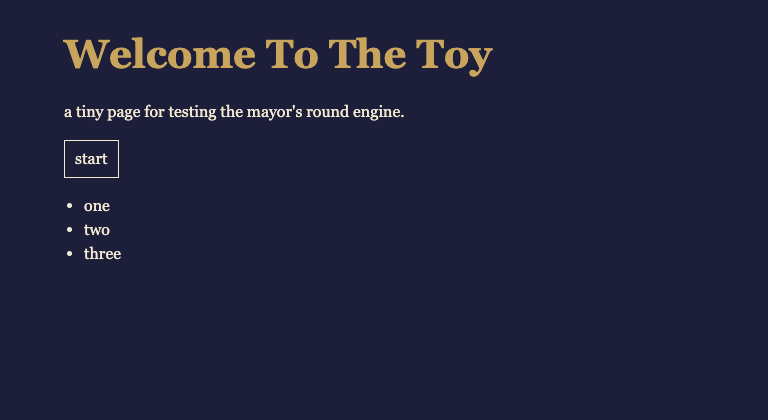 Welcome To The Toy
a tiny page for testing the mayor's round engine.
start
one
two
three